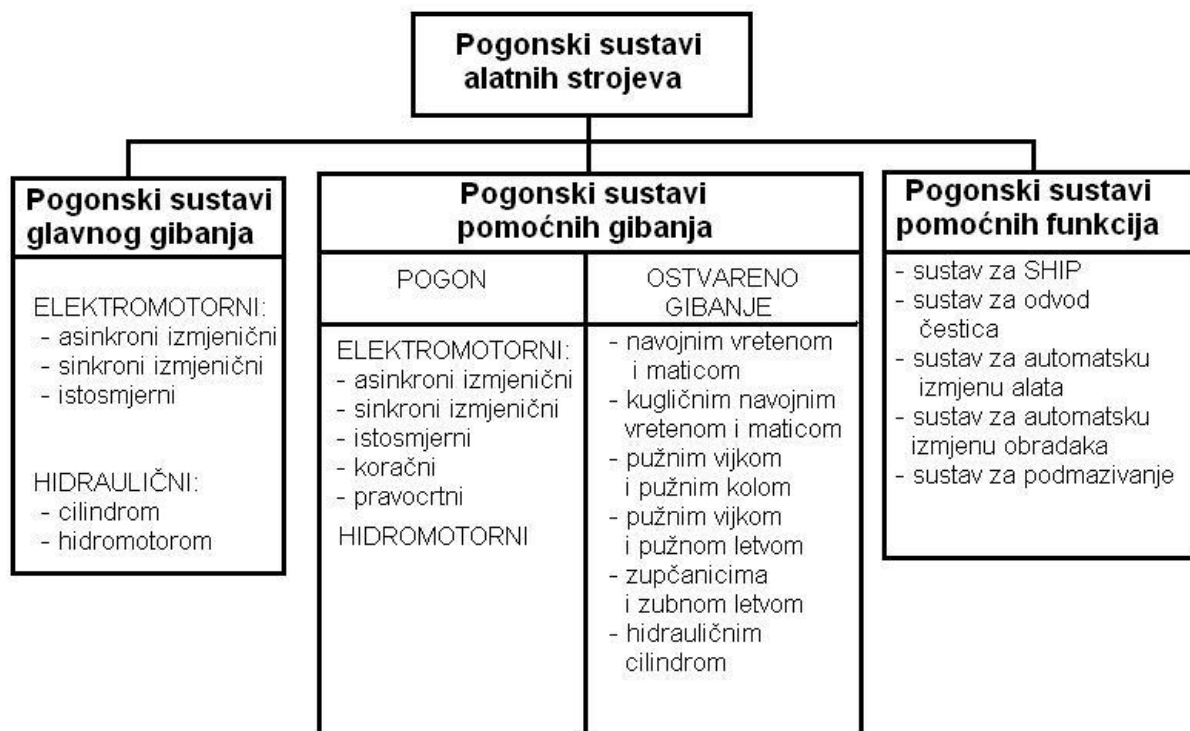 Pogonski sustavi
alatnih strojeva
Pogonski sustavi
glavnog gibanja
ELEKTROMOTORNI:
- asinkroni izmjenični
- sinkroni izmjenični
- istosmjerni
HIDRAULIČNI:
- cilindrom
- hidromotorom
Pogonski sustavi
pomoćnih gibanja
POGON
ELEKTROMOTORNI:
- asinkroni izmjenični
- sinkroni izmjenični
- istosmjerni
- koračni
- pravocrtni
HIDROMOTORNI
OSTVARENO
GIBANJE
- navojnim vretenom
i maticom
- kugličnim navojnim
vretenom i maticom
- pužnim vijkom
i pužnim kolom
- pužnim vijkom
i pužnom letvom
- zupčanicima
i zubnom letvom
- hidrauličnim
cilindrom
Pogonski sustavi
pomoćnih funkcija
- sustav za SHIP
- sustav za odvod
čestica
- sustav za automatsku
izmjenu alata
- sustav za automatsku
izmjenu obradaka
- sustav za podmazivanje